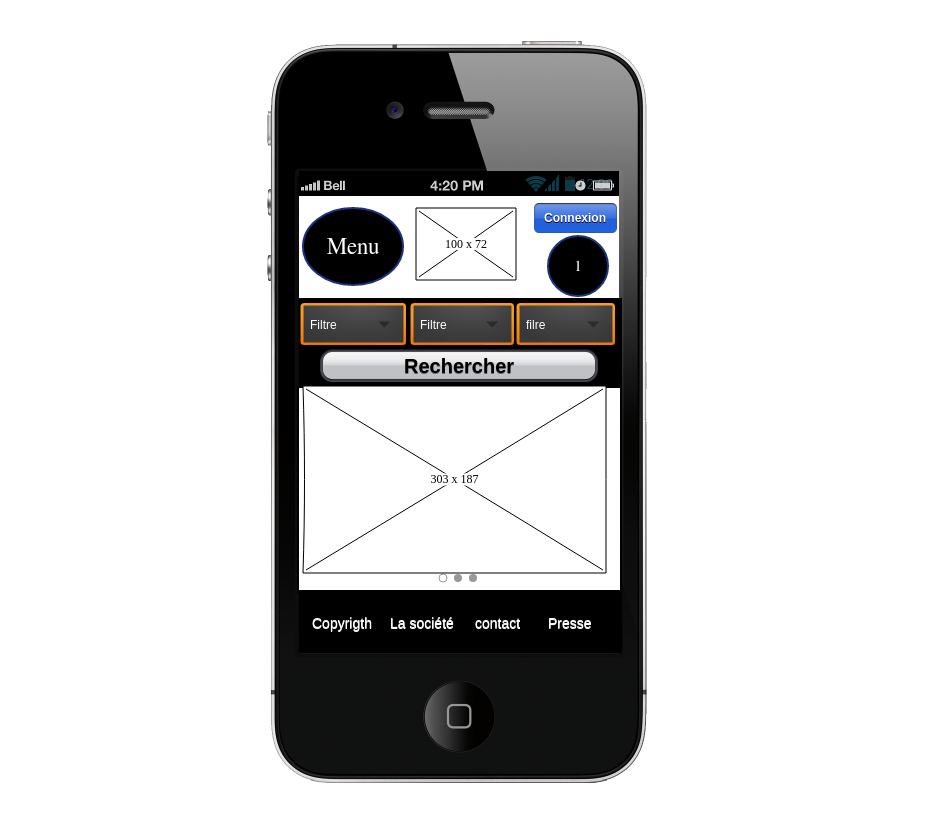 Bell 4:20 PM
Menu
100 x 72
Connexion
1
Filtre Filtre filre
Rechercher
303 x 187
Copyrigth La société contact Presse